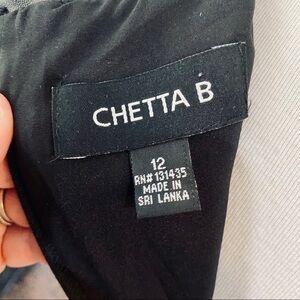 CHETTA B
12
RN# 131435
MADE IN
SRI LANKA